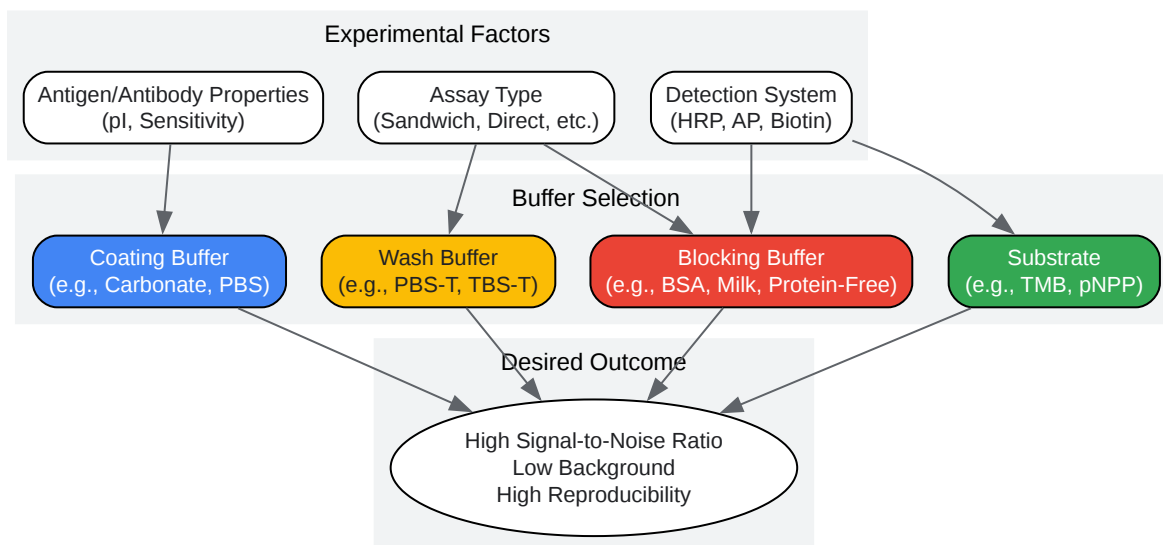 Experimental Factors
Antigen/Antibody Properties
(pI, Sensitivity)
Assay Type
(Sandwich, Direct, etc.)
Detection System
(HRP, AP, Biotin)
Buffer Selection
Coating Buffer
(e.g., Carbonate, PBS)
Wash Buffer
(e.g., PBS-T, TBS-T)
Blocking Buffer
(e.g., BSA, Milk, Protein-Free)
Substrate
(e.g., TMB, pNPP)
Desired Outcome
High Signal-to-Noise Ratio
Low Background
High Reproducibility